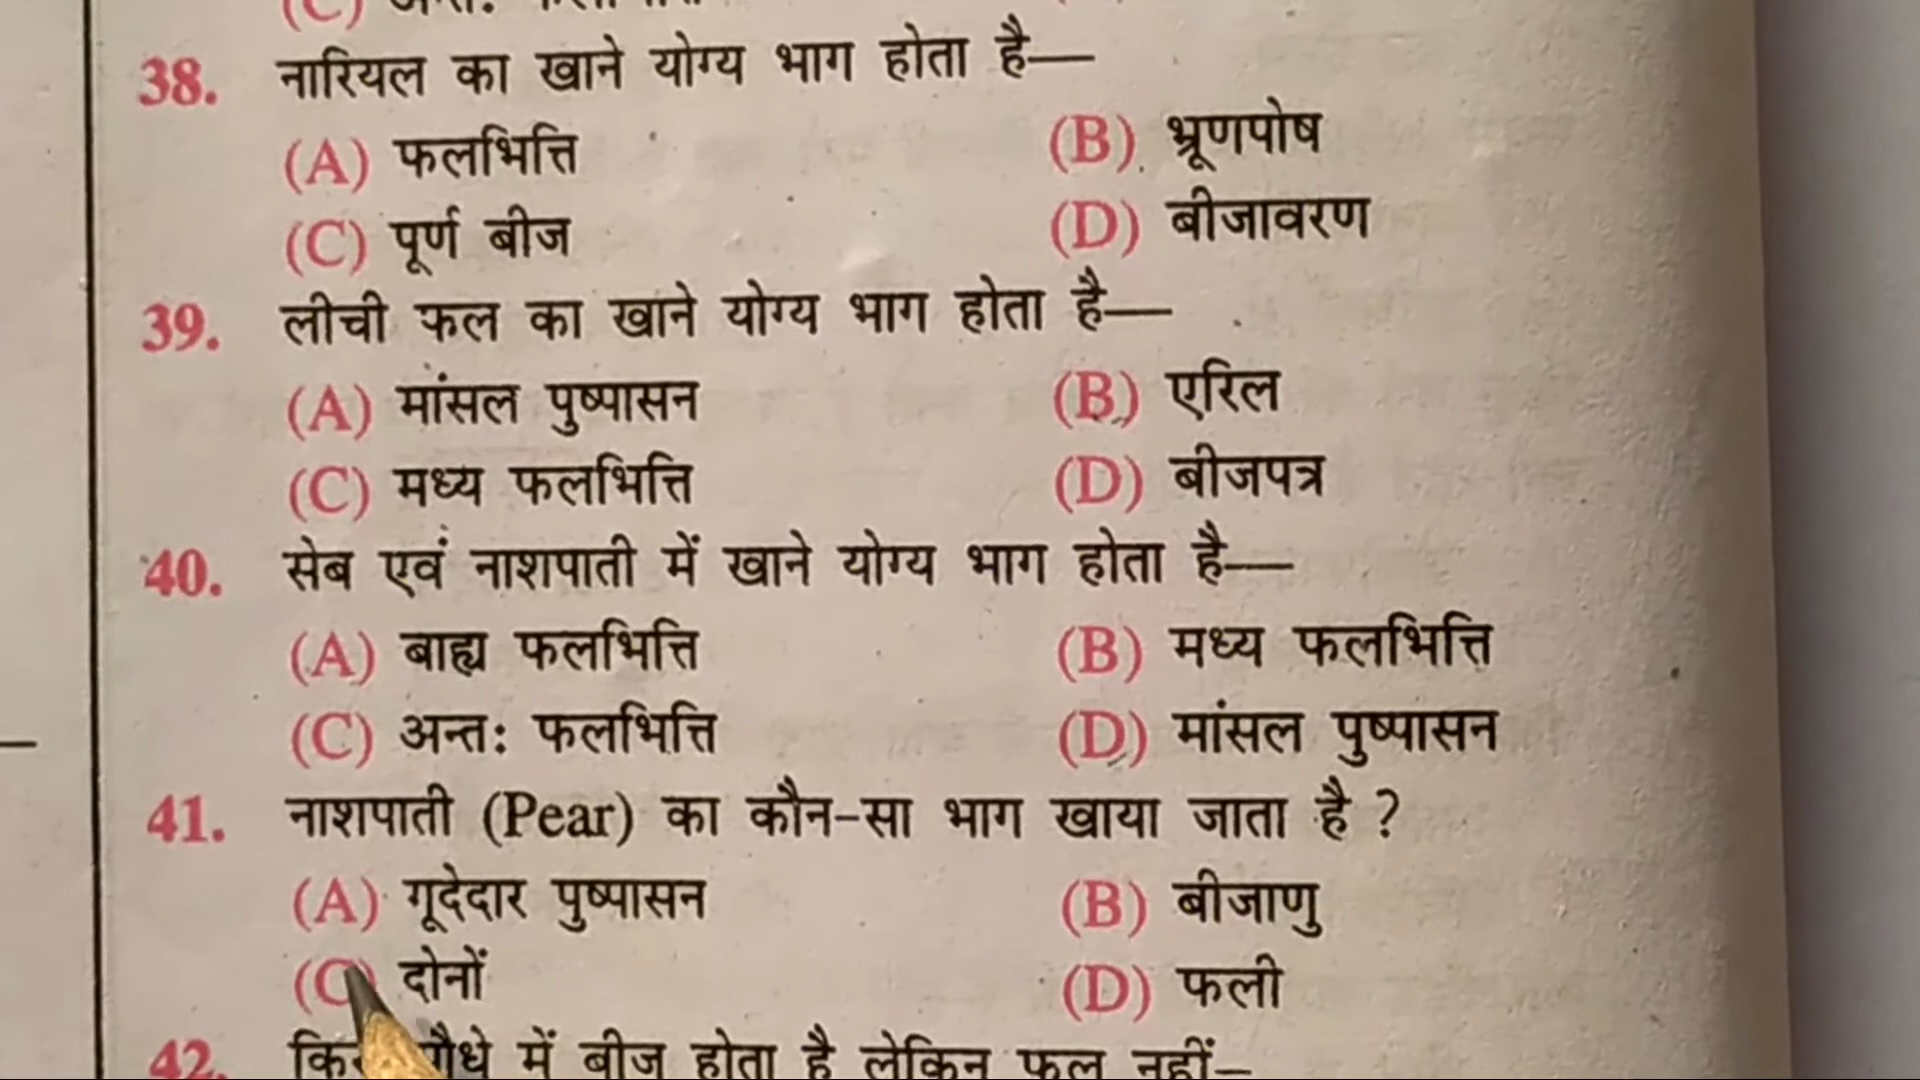 38. नारियल का खाने योग्य भाग होता है—
(A) फलभित्ति (B) भ्रूणपोष
(C) पूर्ण बीज (D) बीजावरण
39. लीची फल का खाने योग्य भाग होता है—
(A) मांसल पुष्पासन (B) एरिल
(C) मध्य फलभित्ति (D) बीजपत्र
40. सेब एवं नाशपाती में खाने योग्य भाग होता है—
(A) बाह्य फलभित्ति (B) मध्य फलभित्ति
(C) अन्तः फलभित्ति (D) मांसल पुष्पासन
41. नाशपाती (Pear) का कौन-सा भाग खाया जाता है ?
(A) गूदेदार पुष्पासन (B) बीजाणु
(C) दोनों (D) फली
42. में बीज होता है लेकिन फल नहीं–